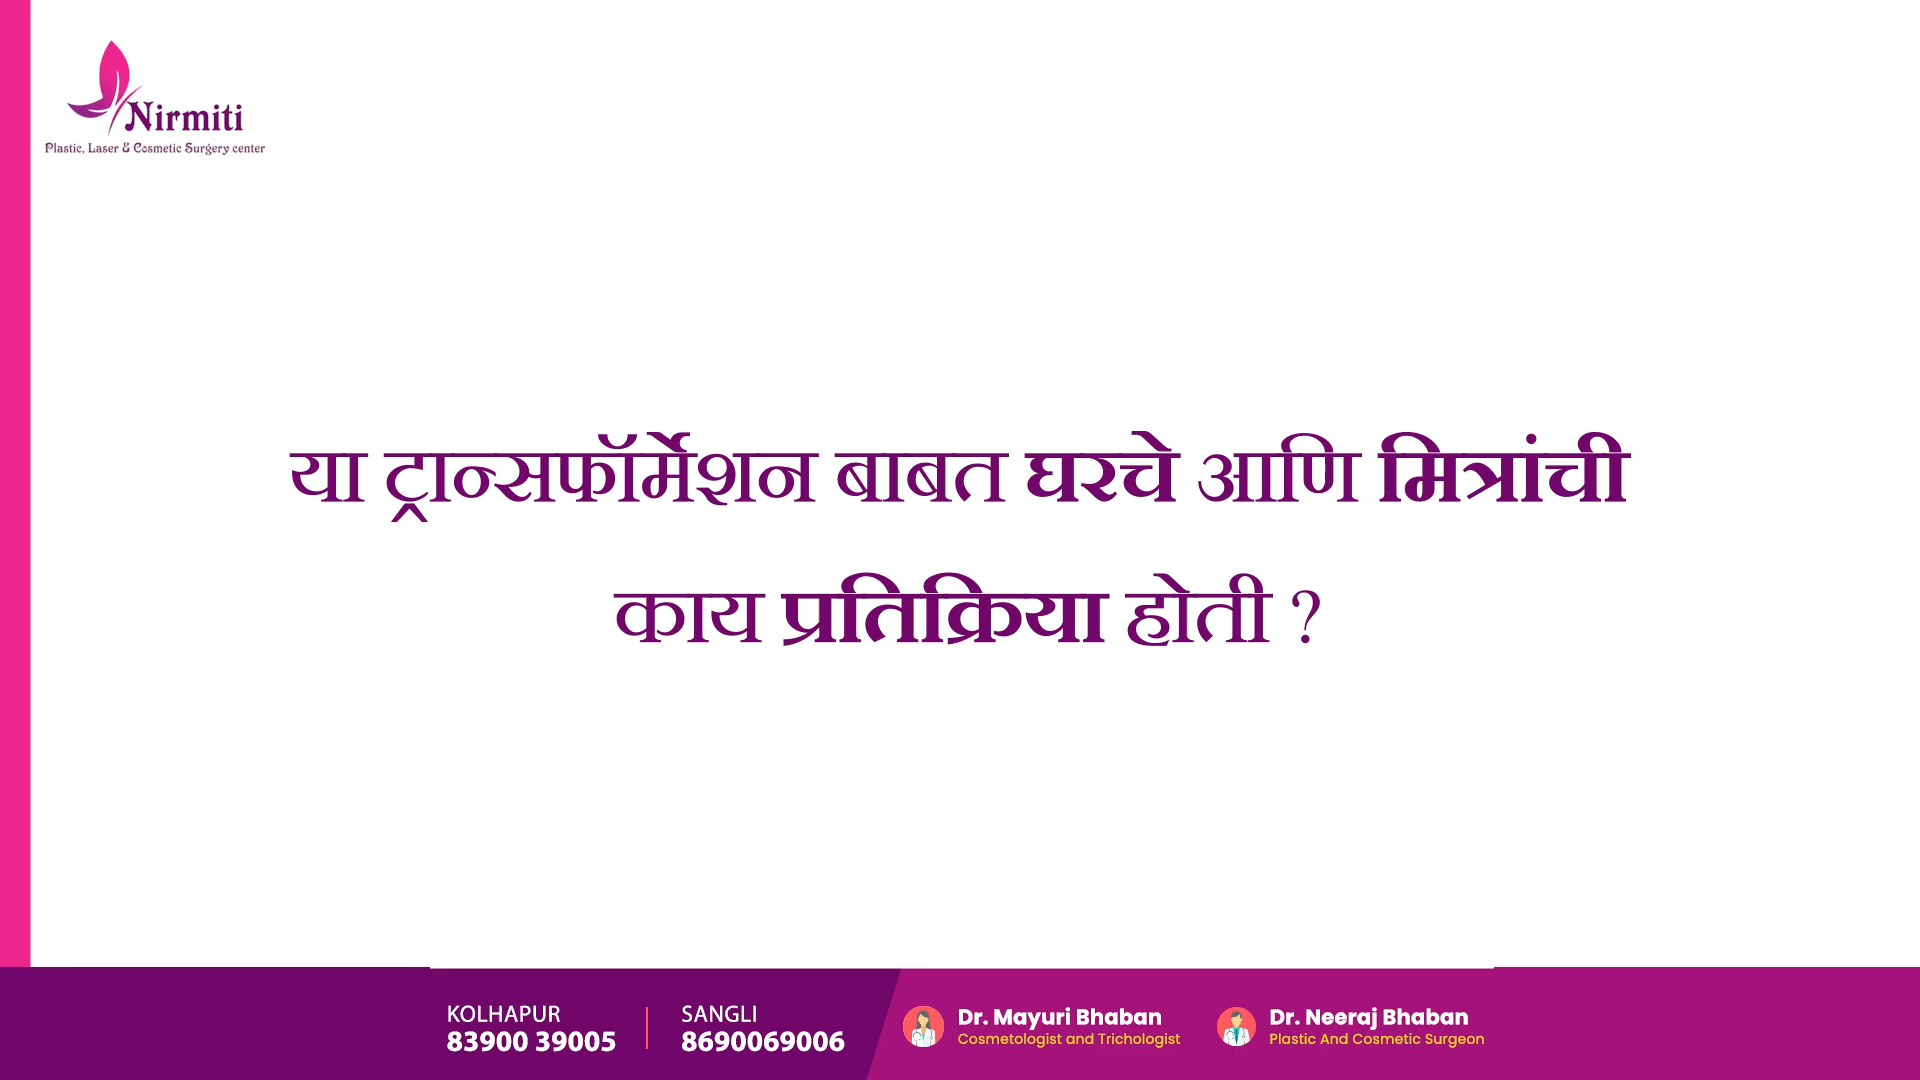 Nirmiti
Plastic, Laser & Cosmetic Surgery center
या ट्रान्सफॉर्मेशन बाबत घरचे आणि मित्रांची
काय प्रतिक्रिया होती ?
KOLHAPUR
83900 39005
SANGLI
8690069006
Dr. Mayuri Bhaban
Cosmetologist and Trichologist
Dr. Neeraj Bhaban
Plastic And Cosmetic Surgeon